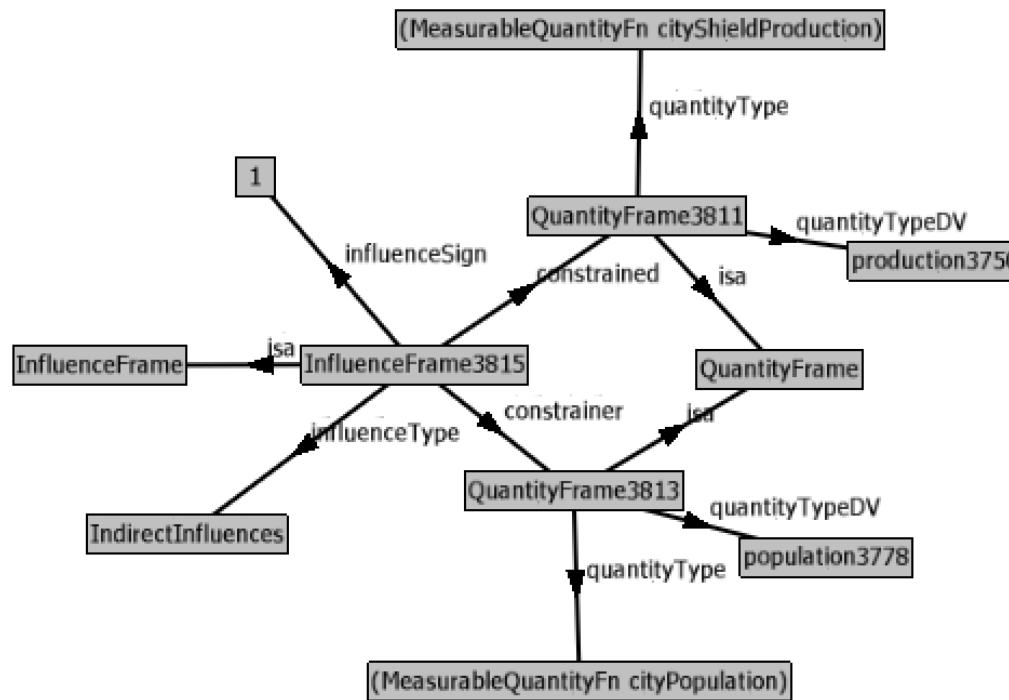 (MeasurableQuantityFn cityShieldProduction)
quantityType
1
QuantityFrame3811
quantityTypeDV
influenceSign
production3750
constrained
isa
isa
InfluenceFrame
InfluenceFrame3815
QuantityFrame
constrainer
isa
influenceType
QuantityFrame3813
quantityTypeDV
IndirectInfluences
population3778
quantityType
(MeasurableQuantityFn cityPopulation)